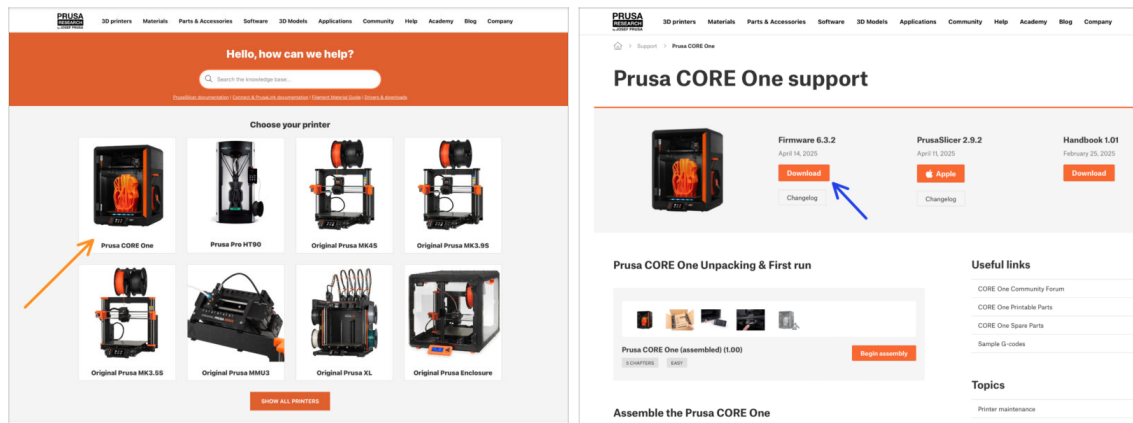 PRUSA
RESEARCH
by JOSEF PRUSA
3D printers Materials Parts & Accessories Software 3D Models Applications Community Help Academy Blog Company
Hello, how can we help?
Search the knowledge base...
PrusaSlicer documentation | Connect & PrusaLink documentation | Filament Material Guide | Drivers & downloads
Choose your printer
Prusa CORE One
Prusa Pro HT90
Original Prusa MK4S
Original Prusa MK3.9S
Original Prusa MK3.5S
Original Prusa MMU3
Original Prusa XL
Original Prusa Enclosure
SHOW ALL PRINTERS
PRUSA
RESEARCH
by JOSEF PRUSA
3D printers Materials Parts & Accessories Software 3D Models Applications Community Help Academy Blog Company
> Support > Prusa CORE One
Prusa CORE One support
Firmware 6.3.2
April 14, 2025
Download
Changelog
PrusaSlicer 2.9.2
April 11, 2025
Apple
Changelog
Handbook 1.01
February 25, 2025
Download
Prusa CORE One Unpacking & First run
Prusa CORE One (assembled) (1.00)
3 CHAPTERS EASY
Begin assembly
Assemble the Prusa CORE One
Useful links
CORE One Community Forum
CORE One Printable Parts
CORE One Spare Parts
Sample G-codes
Topics
Printer maintenance